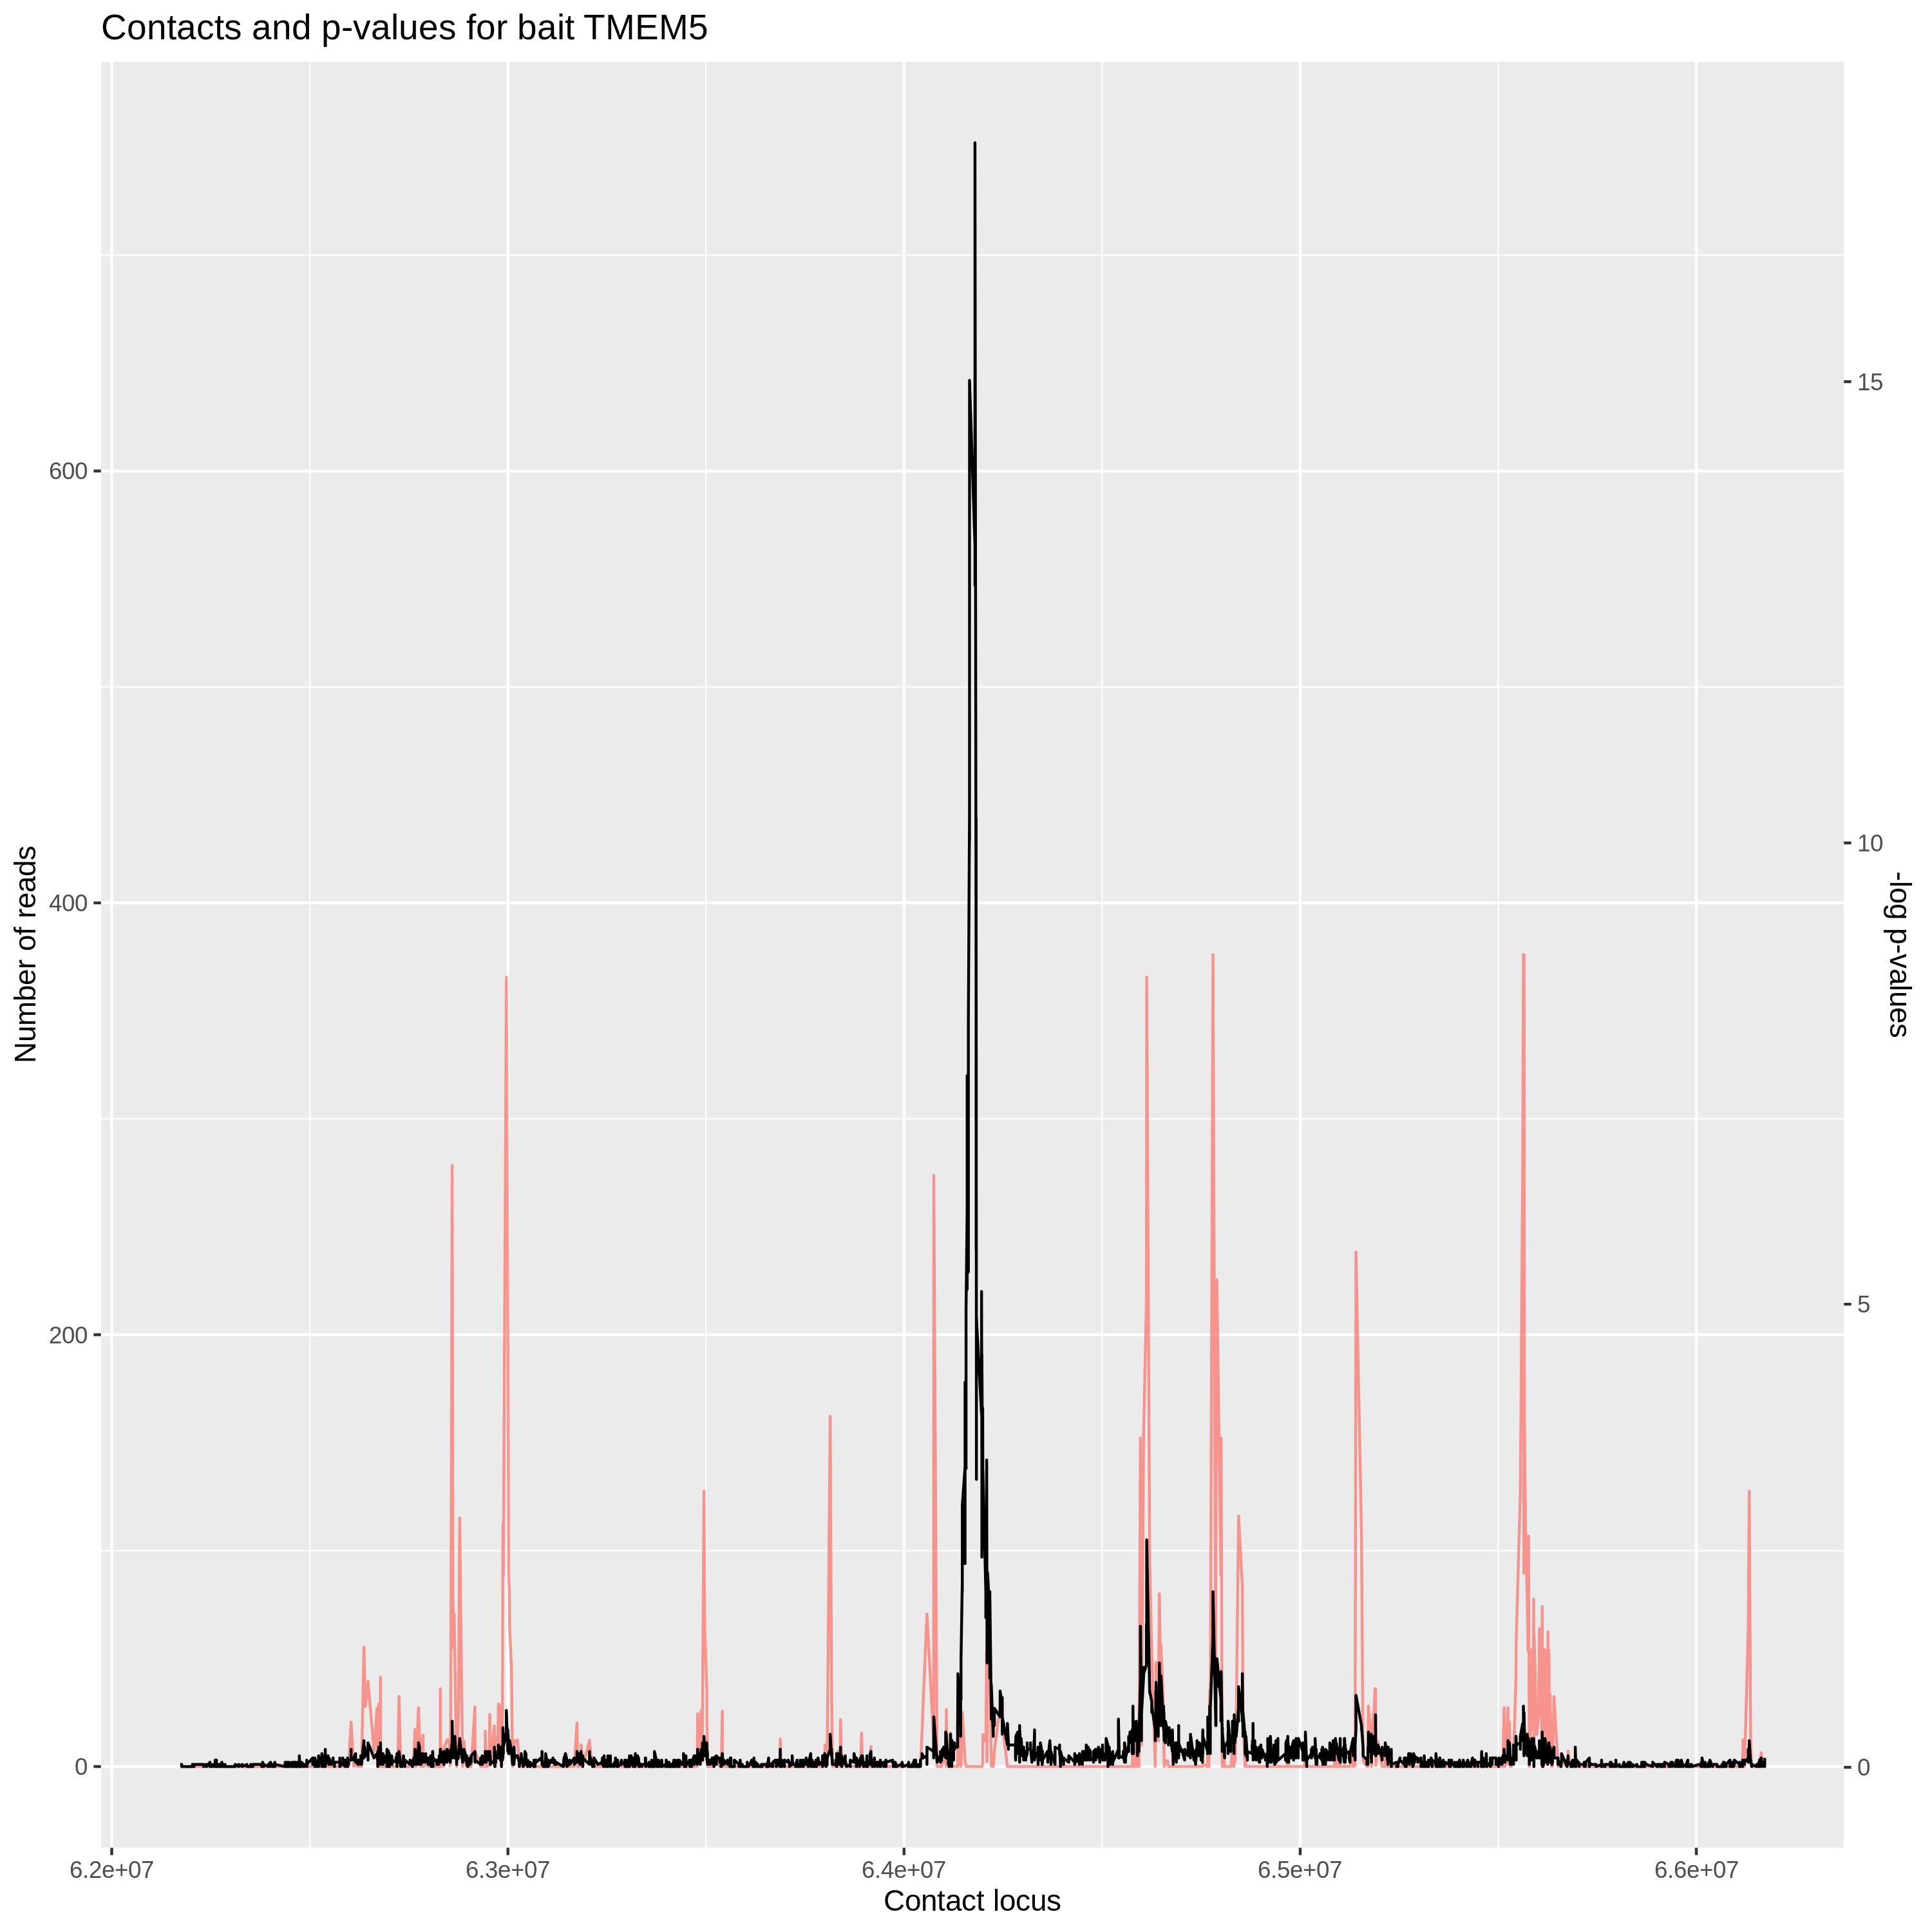 Contacts and p-values for bait TMEM5
Number of reads
600
400
200
0
15
10
5
0
-log p-values
6.2e+07
6.3e+07
6.4e+07
6.5e+07
6.6e+07
Contact locus